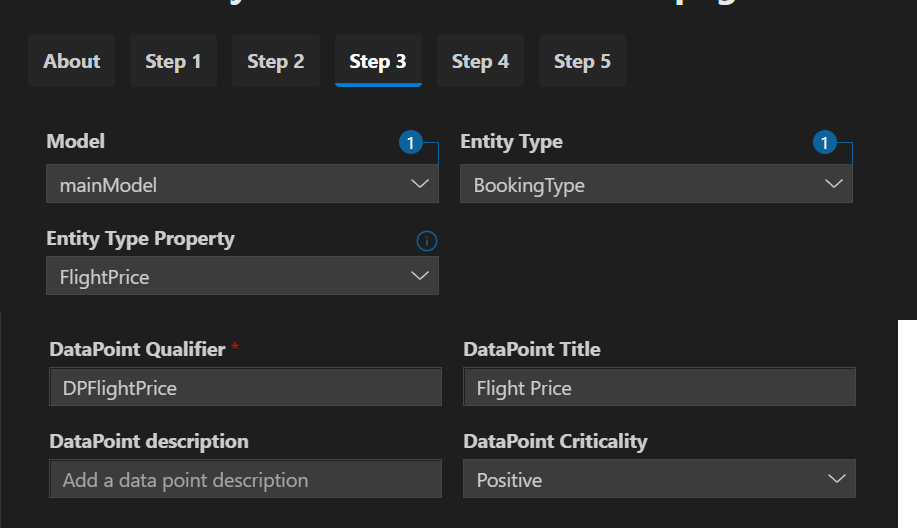 About Step 1 Step 2 Step 3 Step 4 Step 5
Model 1 Entity Type 1
mainModel BookingType
Entity Type Property
FlightPrice
DataPoint Qualifier * DataPoint Title
DPFlightPrice Flight Price
DataPoint description DataPoint Criticality
Add a data point description Positive